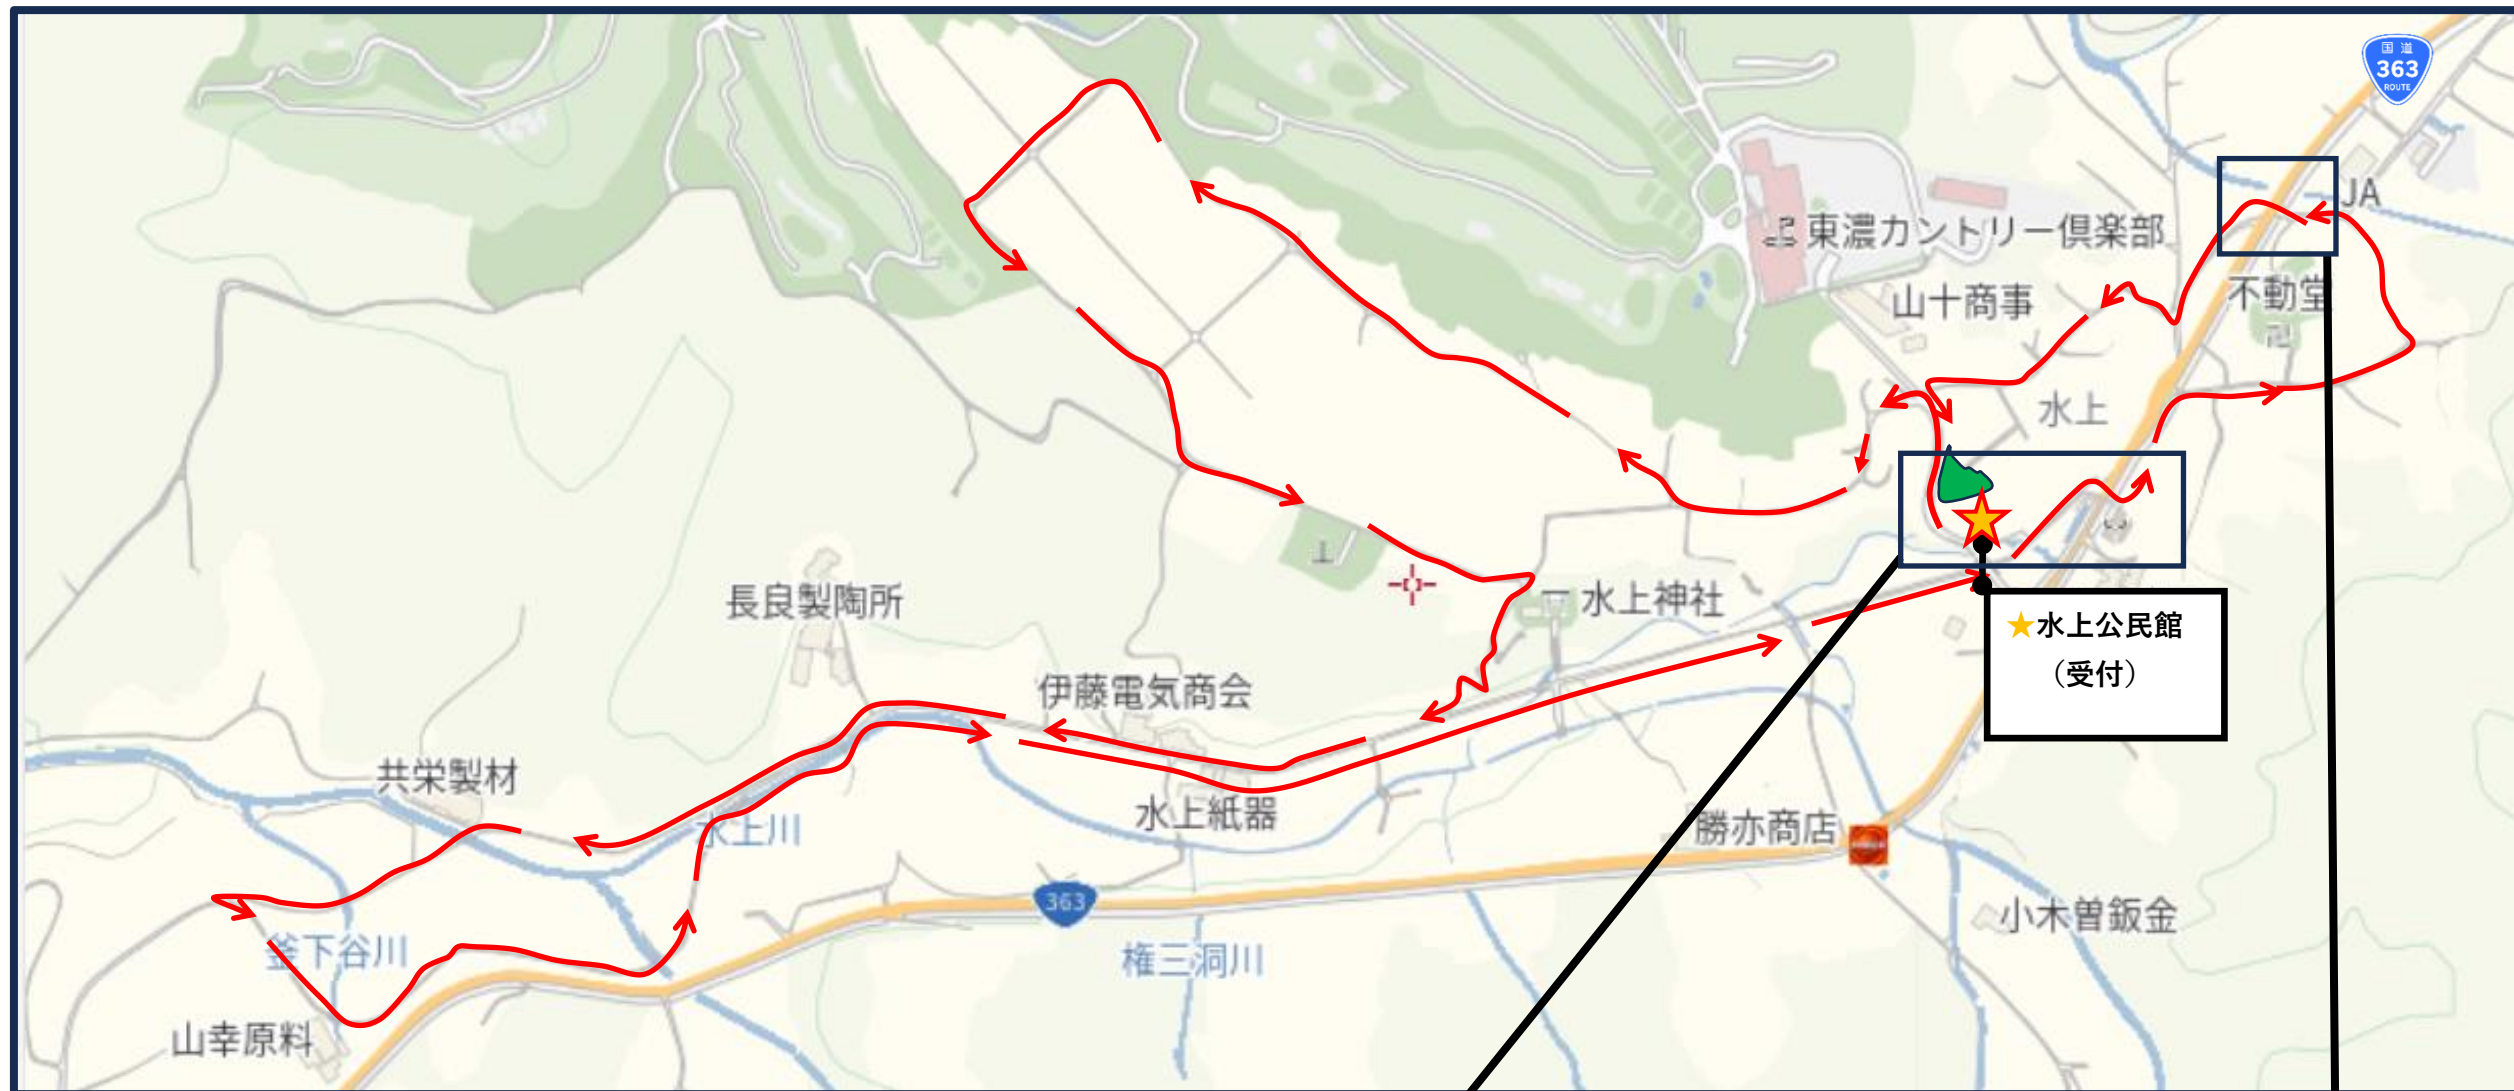 国道
363
ROUTE
JA
東濃カントリー倶楽部
山十商事
不動堂
水上
長良製陶所
水上神社
★水上公民館
（受付）
伊藤電気商会
共栄製材
水上紙器
水上川
勝亦商店
363
小木曽鈑金
釜下谷川
権三洞川
山幸原料